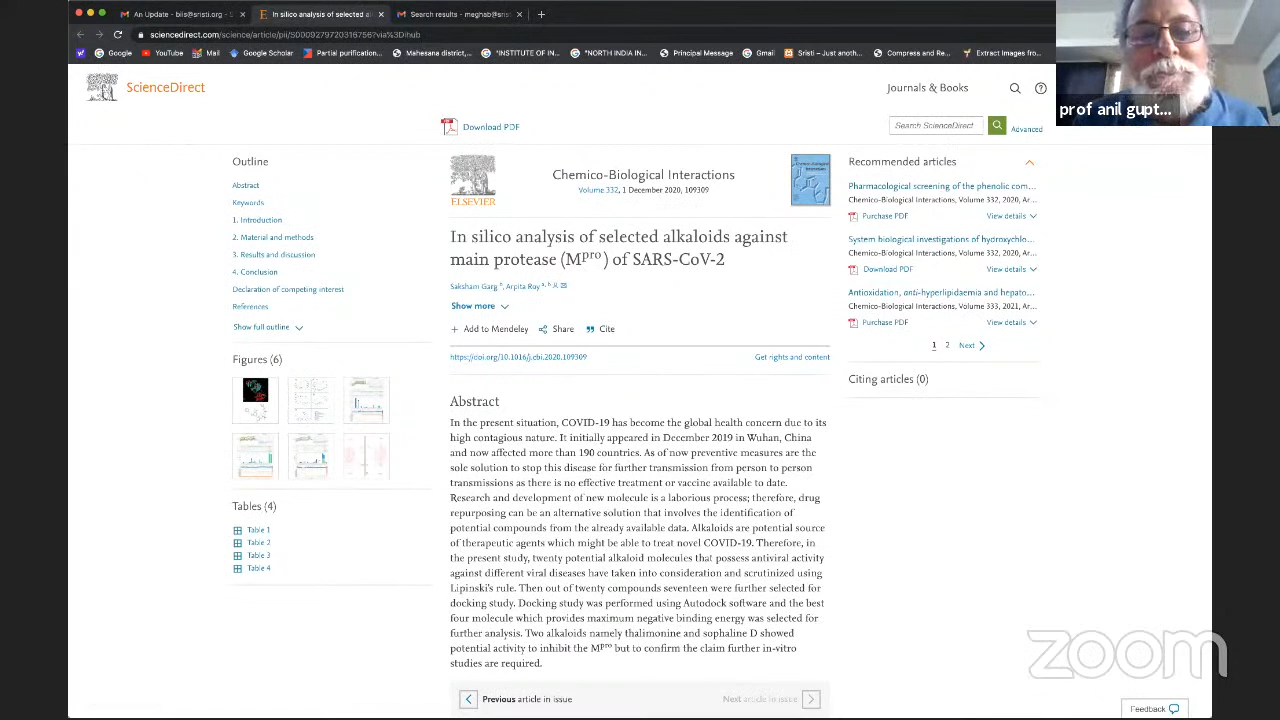 An Update - biis@sristi.org - S
In silico analysis of selected al
Search results - meghab@srist
sciencedirect.com/science/article/pii/S0009279720316756?via%3Dihub
Google
YouTube
Mail
Google Scholar
Partial purification...
Mahesana district,...
"INSTITUTE OF IN...
"NORTH INDIA IN...
Principal Message
Gmail
Sristi – Just anoth...
Compress and Re...
Extract Images from...
prof anil gupt...
ScienceDirect
Journals & Books
Download PDF
Search ScienceDirect
Advanced
Outline
Abstract
Keywords
1. Introduction
2. Material and methods
3. Results and discussion
4. Conclusion
Declaration of competing interest
References
Show full outline
Figures (6)
Tables (4)
Table 1
Table 2
Table 3
Table 4
ELSEVIER
Chemico-Biological Interactions
Volume 332, 1 December 2020, 109309
In silico analysis of selected alkaloids against
main protease (Mpro) of SARS-CoV-2
Saksham Garg b, Arpita Roy a, b
Show more
Add to Mendeley
Share
Cite
https://doi.org/10.1016/j.cbi.2020.109309
Get rights and content
Abstract
In the present situation, COVID-19 has become the global health concern due to its
high contagious nature. It initially appeared in December 2019 in Wuhan, China
and now affected more than 190 countries. As of now preventive measures are the
sole solution to stop this disease for further transmission from person to person
transmissions as there is no effective treatment or vaccine available to date.
Research and development of new molecule is a laborious process; therefore, drug
repurposing can be an alternative solution that involves the identification of
potential compounds from the already available data. Alkaloids are potential source
of therapeutic agents which might be able to treat novel COVID-19. Therefore, in
the present study, twenty potential alkaloid molecules that possess antiviral activity
against different viral diseases have taken into consideration and scrutinized using
Lipinski's rule. Then out of twenty compounds seventeen were further selected for
docking study. Docking study was performed using Autodock software and the best
four molecule which provides maximum negative binding energy was selected for
further analysis. Two alkaloids namely thalimonine and sophaline D showed
potential activity to inhibit the Mpro but to confirm the claim further in-vitro
studies are required.
Previous article in issue
Next article in issue
Recommended articles
Pharmacological screening of the phenolic com...
Chemico-Biological Interactions, Volume 332, 2020, Ar...
Purchase PDF
View details
System biological investigations of hydroxychlo...
Chemico-Biological Interactions, Volume 332, 2020, Ar...
Download PDF
View details
Antioxidation, anti-hyperlipidaemia and hepato...
Chemico-Biological Interactions, Volume 333, 2021, Ar...
Purchase PDF
View details
1 2 Next
Citing articles (0)
zoom
Feedback